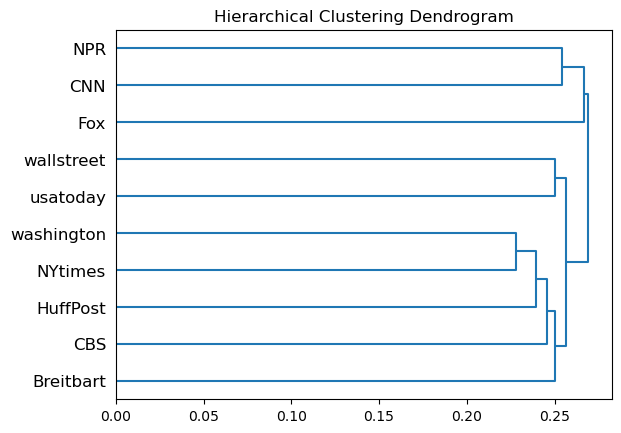 Hierarchical Clustering Dendrogram
NPR
CNN
Fox
wallstreet
usatoday
washington
NYtimes
HuffPost
CBS
Breitbart
0.00 0.05 0.10 0.15 0.20 0.25